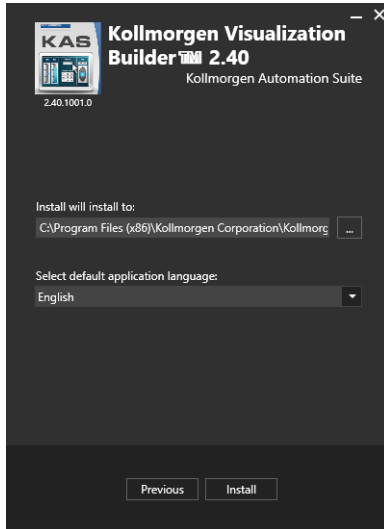 KAS
2.40.1001.0
Kollmorgen Visualization
Builder™ 2.40
Kollmorgen Automation Suite
Install will install to:
C:\Program Files (x86)\Kollmorgen Corporation\Kollmorg
...
Select default application language:
English
Previous
Install